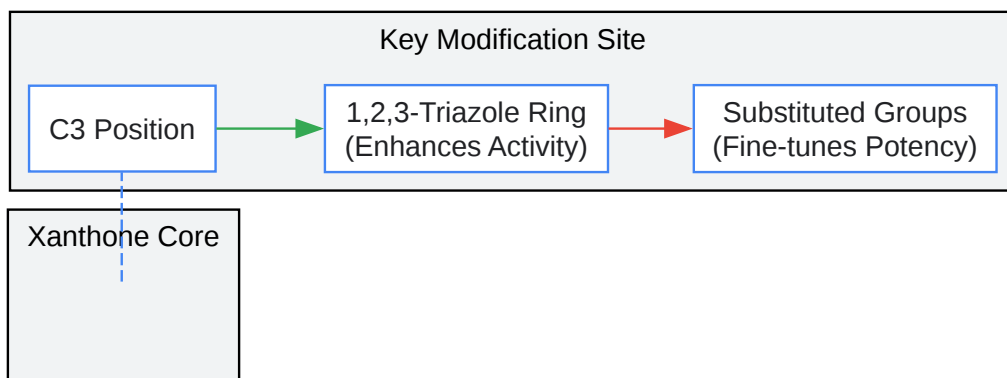 Key Modification Site
C3 Position
1,2,3-Triazole Ring
(Enhances Activity)
Substituted Groups
(Fine-tunes Potency)
Xanthone Core